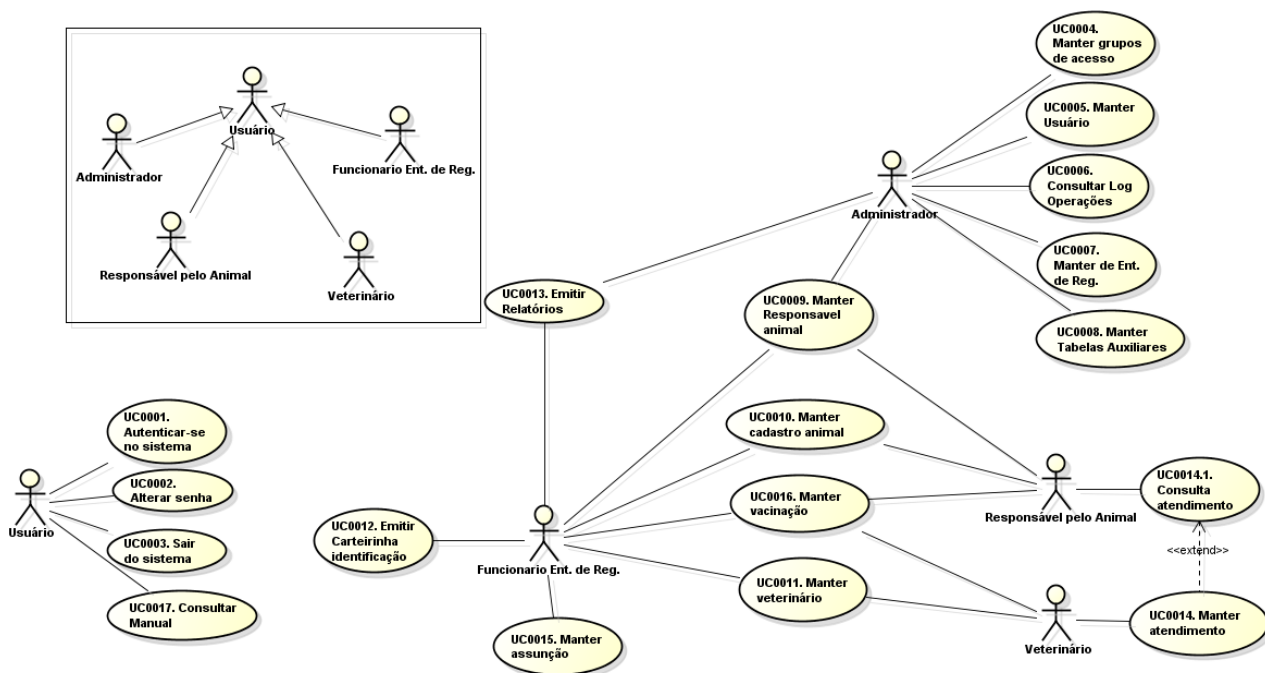 Usuário
Administrador
Funcionario Ent. de Reg.
Responsável pelo Animal
Veterinário
UC0004.
Manter grupos
de acesso
UC0005. Manter
Usuário
UC0006.
Consultar Log
Operações
Administrador
UC0007.
Manter de Ent.
de Reg.
UC0008. Manter
Tabelas Auxiliares
UC0013. Emitir
Relatórios
UC0009. Manter
Responsavel
animal
UC0001.
Autenticar-se
no sistema
UC0002.
Alterar senha
Usuário
UC0003. Sair
do sistema
UC0017. Consultar
Manual
UC0010. Manter
cadastro animal
UC0016. Manter
vacinação
UC0012. Emitir
Carteirinha
identificação
Funcionario Ent. de Reg.
UC0011. Manter
veterinário
UC0015. Manter
assunção
Responsável pelo Animal
UC0014.1.
Consulta
atendimento
<<extend>>
UC0014. Manter
atendimento
Veterinário